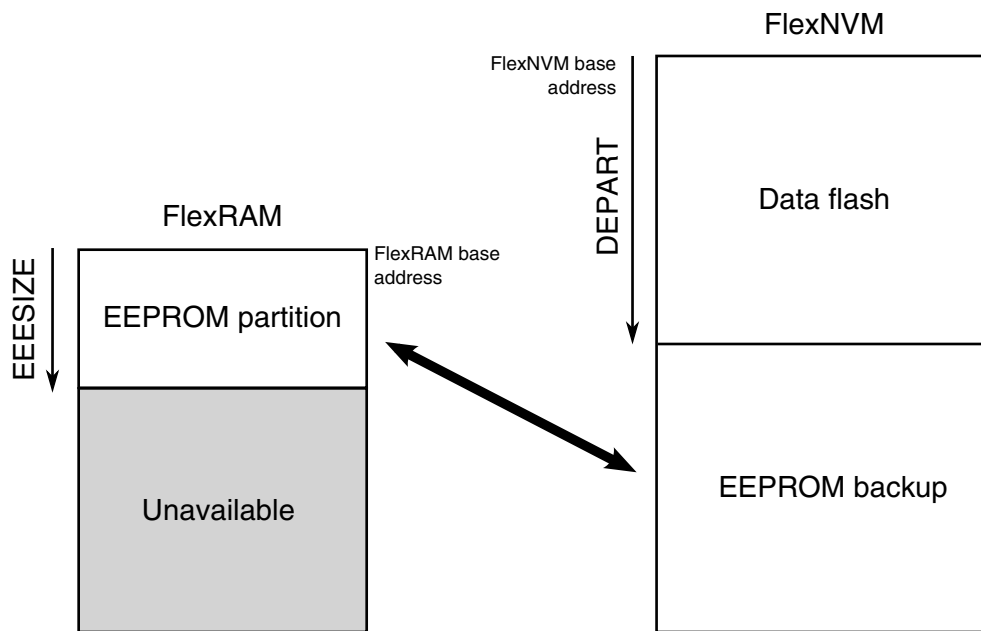 FlexNVM
FlexNVM base
address
DEPART
Data flash
FlexRAM
FlexRAM base
address
EEESIZE
EEPROM partition
Unavailable
EEPROM backup